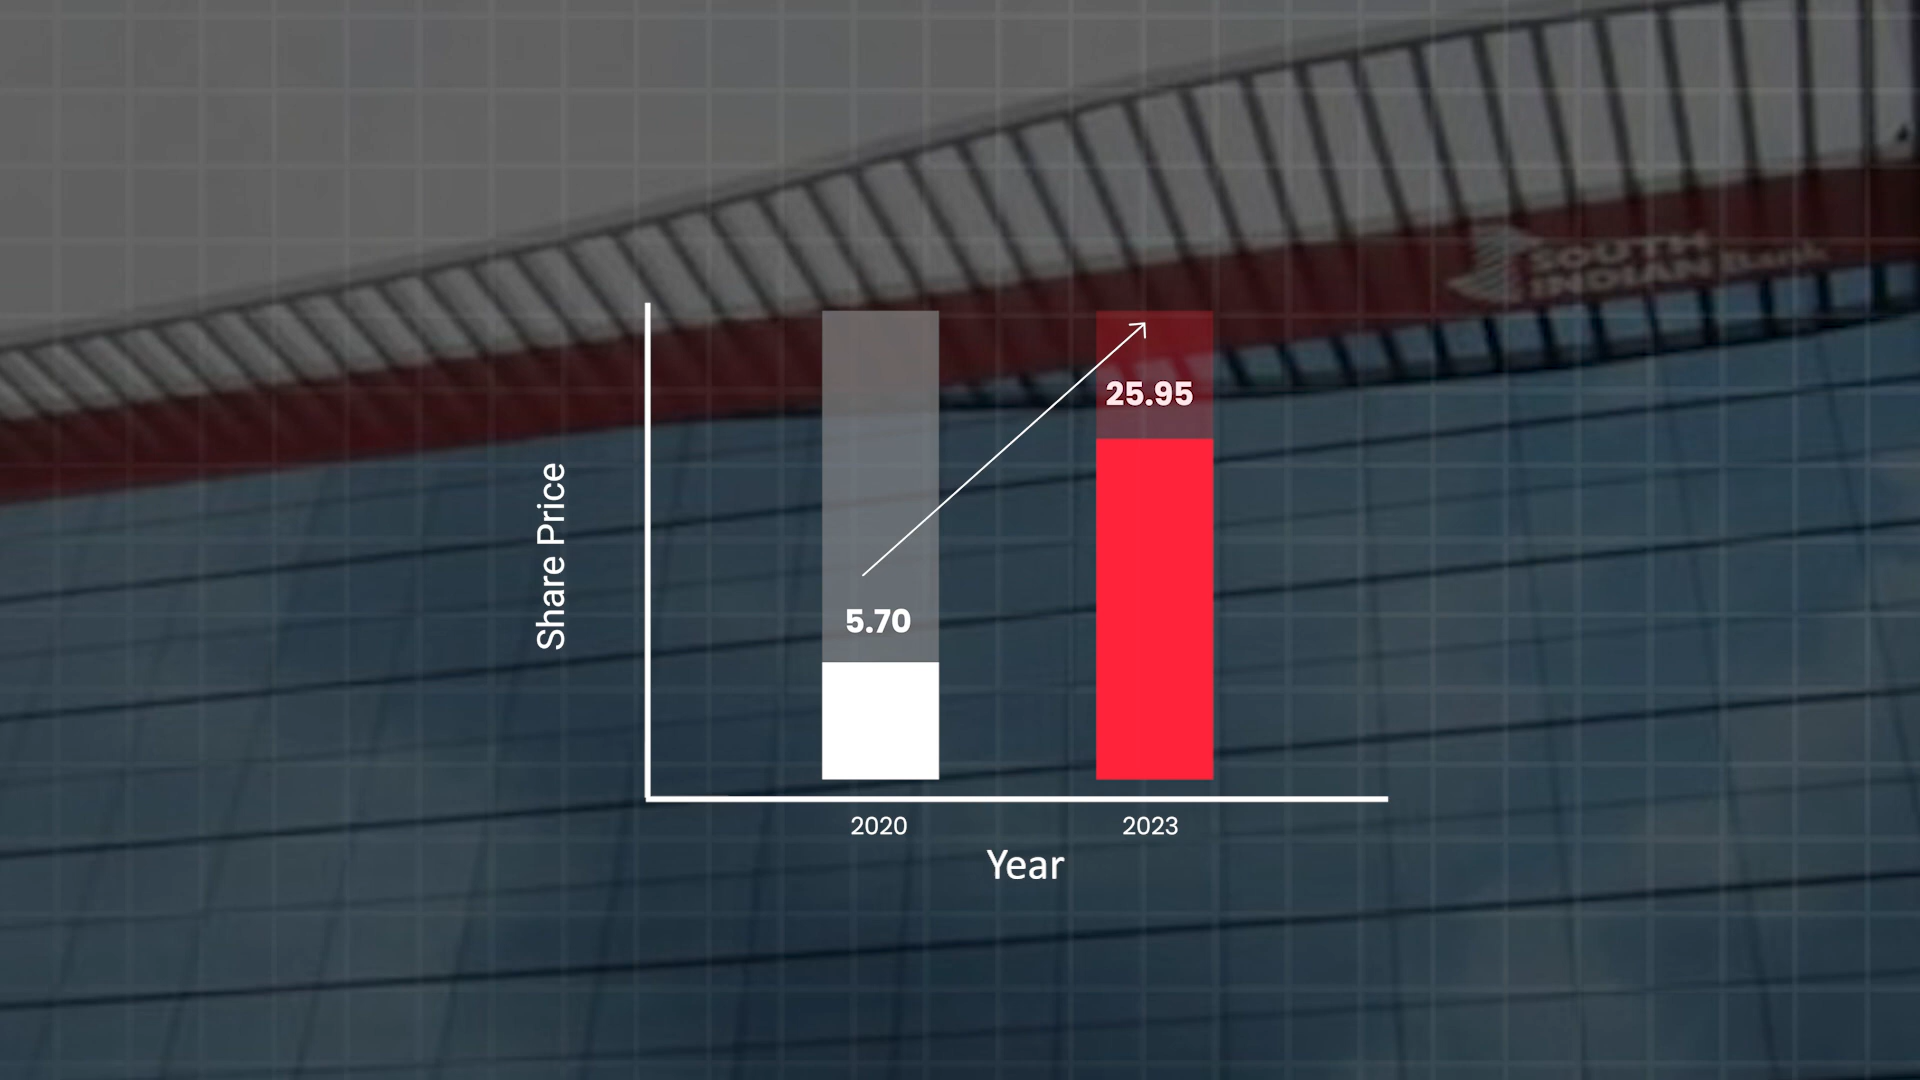 SOUTH
INDIAN Bank
25.95
5.70
Share Price
2020
2023
Year